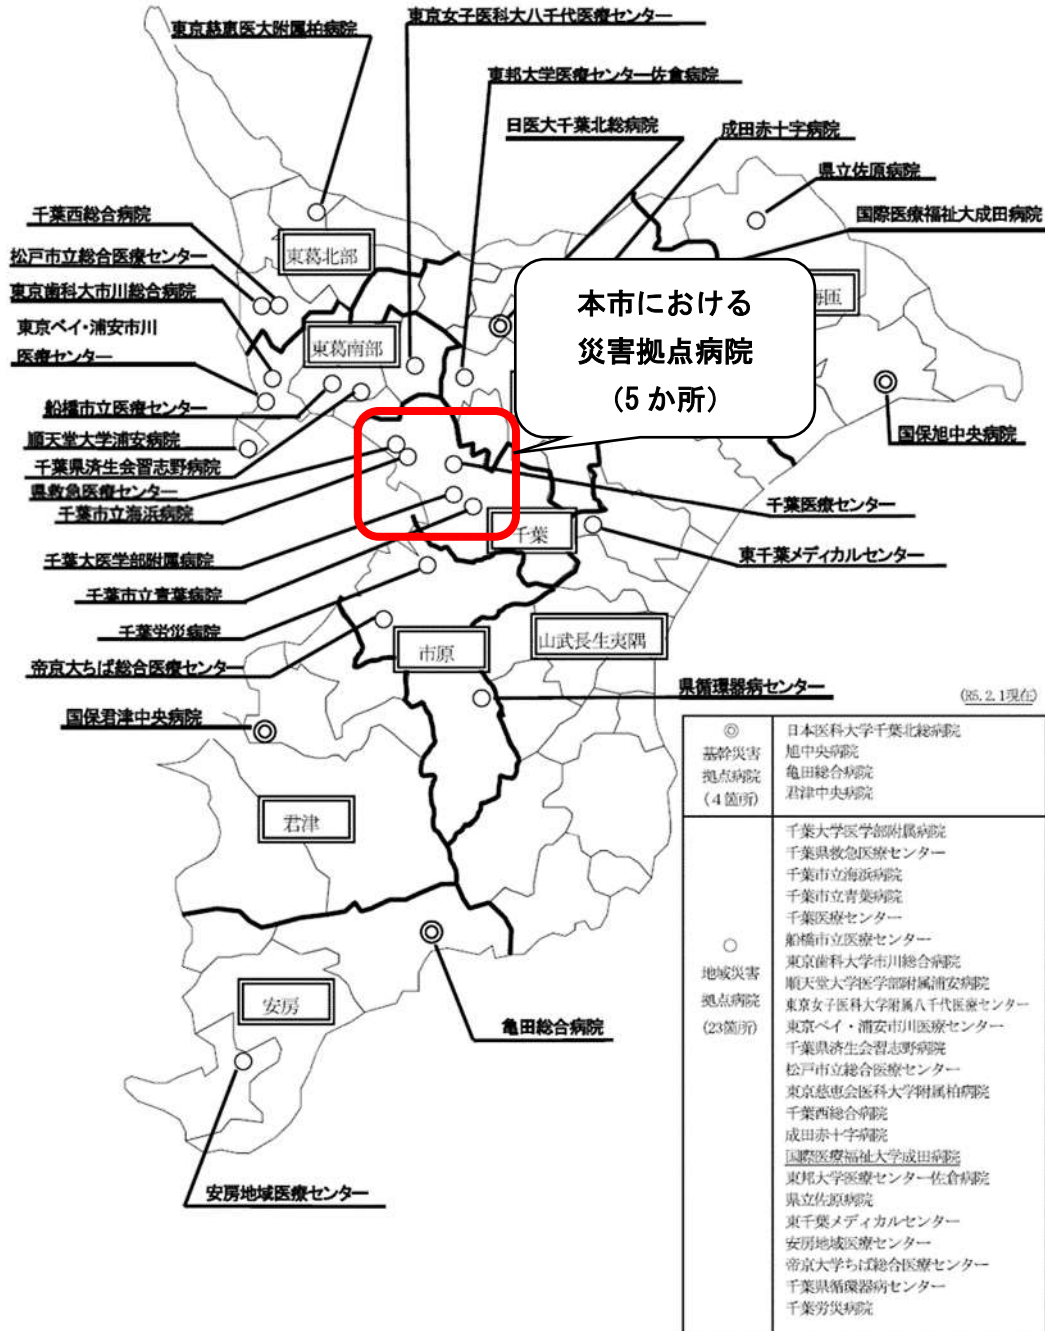 東京慈恵医大附属柏病院
東京女子医科大八千代医療センター
東邦大学医療センター佐倉病院
日医大千葉北総病院
成田赤十字病院
県立佐原病院
国際医療福祉大成田病院
千葉西総合病院
松戸市立総合医療センター
東京歯科大市川総合病院
東京ベイ・浦安市川
医療センター
船橋市立医療センター
順天堂大学浦安病院
千葉県済生会習志野病院
県救急医療センター
千葉市立海浜病院
千葉大医学部附属病院
千葉市立青葉病院
千葉労災病院
帝京大ちば総合医療センター
国保君津中央病院
東葛北部
東葛南部
本市における
災害拠点病院
(5 か所)
海匝
国保旭中央病院
千葉医療センター
千葉
東千葉メディカルセンター
山武長生夷隅
市原
県循環器病センター
君津
安房
亀田総合病院
安房地域医療センター
(R5.2.1現在)
◎
基幹災害
拠点病院
(4箇所)
日本医科大学千葉北総病院
旭中央病院
亀田総合病院
君津中央病院
○
地域災害
拠点病院
(23箇所)
千葉大学医学部附属病院
千葉県救急医療センター
千葉市立海浜病院
千葉市立青葉病院
千葉医療センター
船橋市立医療センター
東京歯科大学市川総合病院
順天堂大学医学部附属浦安病院
東京女子医科大学附属八千代医療センター
東京ベイ・浦安市川医療センター
千葉県済生会習志野病院
松戸市立総合医療センター
東京慈恵会医科大学附属柏病院
千葉西総合病院
成田赤十字病院
国際医療福祉大学成田病院
東邦大学医療センター佐倉病院
県立佐原病院
東千葉メディカルセンター
安房地域医療センター
帝京大学ちば総合医療センター
千葉県循環器病センター
千葉労災病院